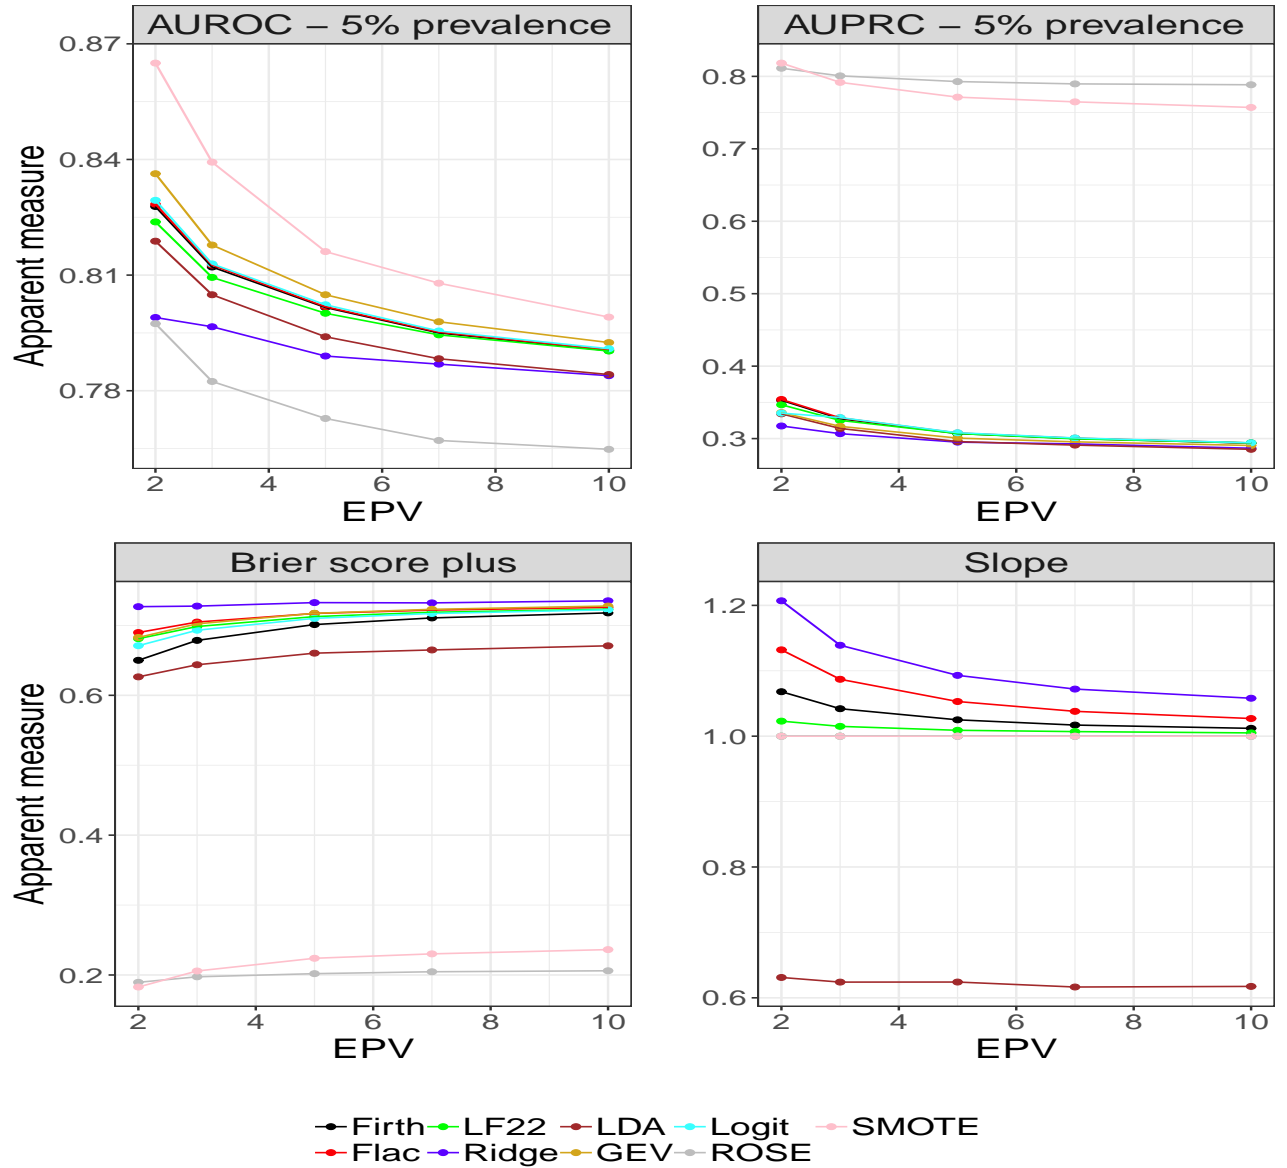 AUROC – 5% prevalence
AUPRC – 5% prevalence
Apparent measure
0.87
0.84
0.81
0.78
2 4 6 8 10
EPV
0.8
0.7
0.6
0.5
0.4
0.3
2 4 6 8 10
EPV
Brier score plus
Slope
Apparent measure
0.6
0.4
0.2
2 4 6 8 10
EPV
1.2
1.0
0.8
0.6
2 4 6 8 10
EPV
Firth LF22 LDA Logit SMOTE
Flac Ridge GEV ROSE